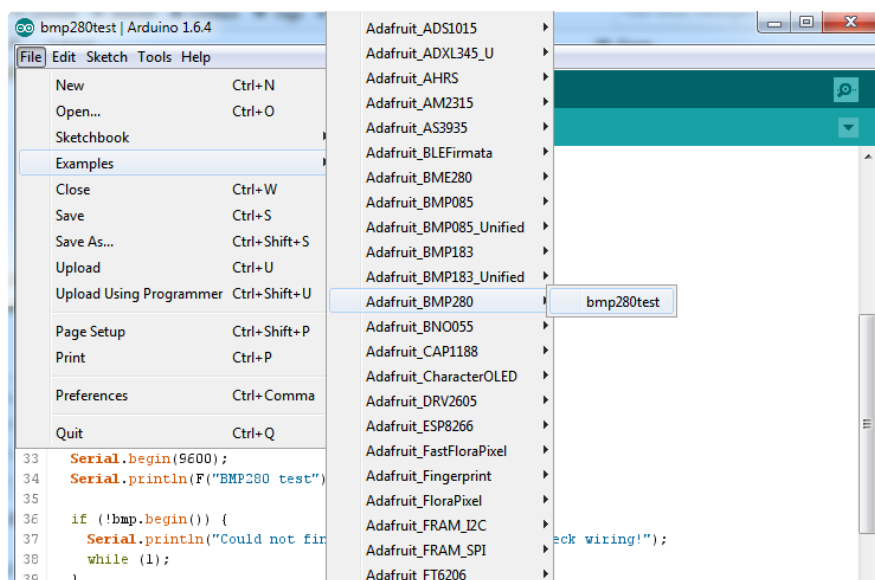 bmp280test | Arduino 1.6.4
File Edit Sketch Tools Help
New Ctrl+N
Open... Ctrl+O
Sketchbook
Examples
Close Ctrl+W
Save Ctrl+S
Save As... Ctrl+Shift+S
Upload Ctrl+U
Upload Using Programmer Ctrl+Shift+U
Page Setup Ctrl+Shift+P
Print Ctrl+P
Preferences Ctrl+Comma
Quit Ctrl+Q
Adafruit_ADS1015
Adafruit_ADXL345_U
Adafruit_AHRS
Adafruit_AM2315
Adafruit_AS3935
Adafruit_BLEFirmata
Adafruit_BME280
Adafruit_BMP085
Adafruit_BMP085_Unified
Adafruit_BMP183
Adafruit_BMP183_Unified
Adafruit_BMP280
bmp280test
Adafruit_BNO055
Adafruit_CAP1188
Adafruit_CharacterOLED
Adafruit_DRV2605
Adafruit_ESP8266
Adafruit_FastFloraPixel
Adafruit_Fingerprint
Adafruit_FloraPixel
Adafruit_FRAM_I2C
Adafruit_FRAM_SPI
Adafruit_FT6206
33 Serial.begin(9600);
34 Serial.println(F("BMP280 test")
35
36 if (!bmp.begin()) {
37 Serial.println("Could not fin eck wiring!");
38 while (1);
39 }